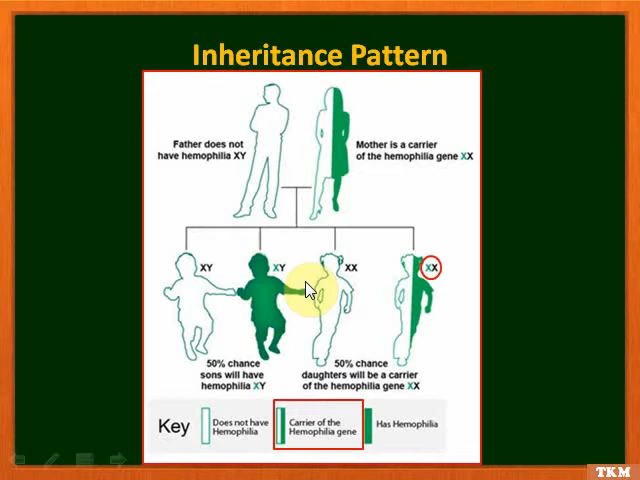 Inheritance Pattern
Father does not
have hemophilia XY
Mother is a carrier
of the hemophilia gene XX
XY
XY
XX
XX
50% chance
sons will have
hemophilia XY
50% chance
daughters will be a carrier
of the hemophilia gene XX
Key
Does not have
Hemophilia
Carrier of the
Hemophilia gene
Has Hemophilia
TKM